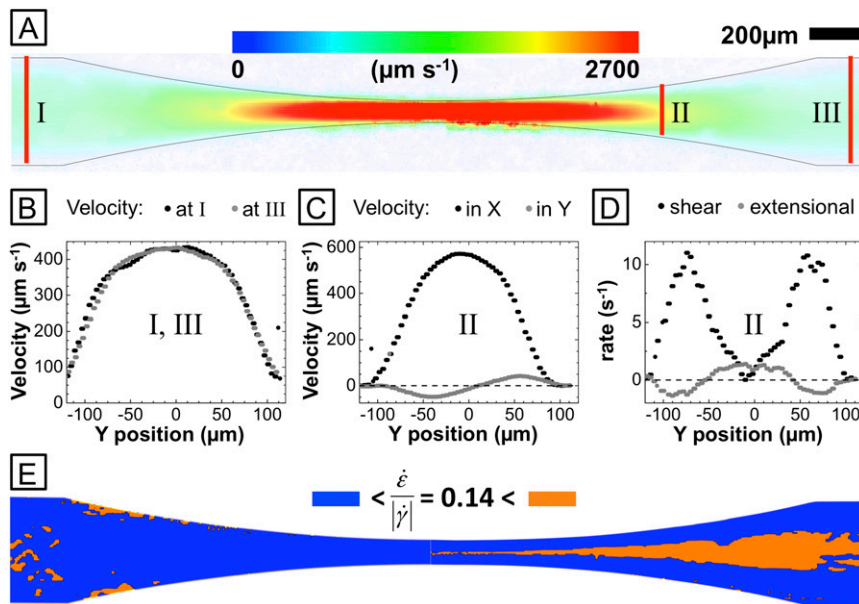 A
0 (μm s⁻¹) 2700
200μm
I
II
III
B Velocity: • at I • at III
C Velocity: • in X • in Y
D • shear • extensional
Velocity (μm s⁻¹)
400
300
200
100
0
I, III
-100 -50 0 50 100
Y position (μm)
Velocity (μm s⁻¹)
600
400
200
0
II
-100 -50 0 50 100
Y position (μm)
rate (s⁻¹)
10
5
0
II
-100 -50 0 50 100
Y position (μm)
E
< ε̇/|γ̇| = 0.14 <